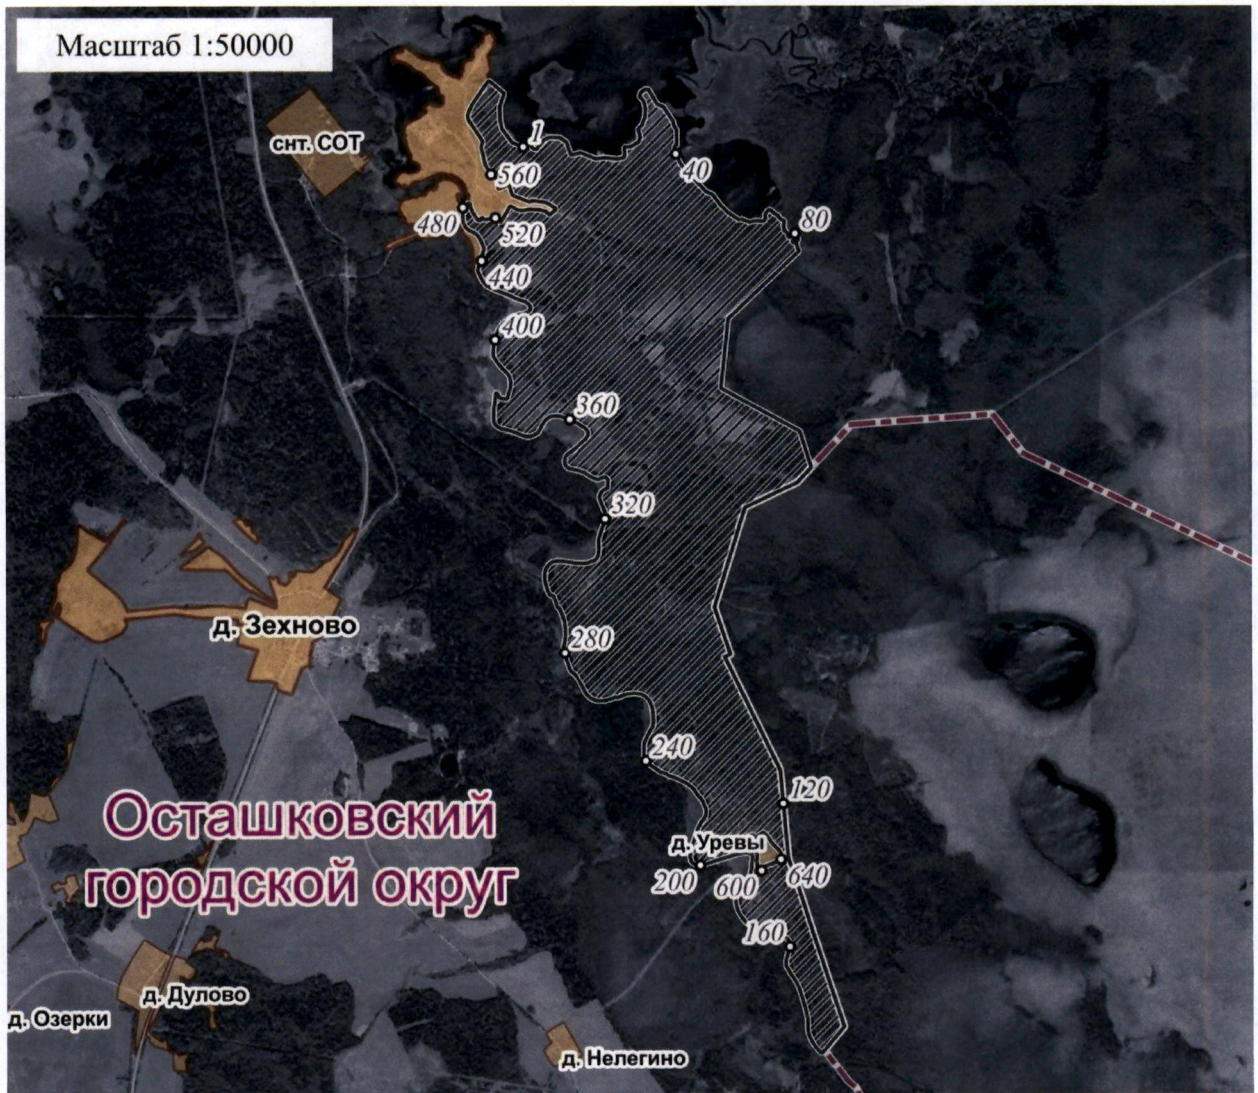 Масштаб 1:50000
снт. СОТ
1
40
560
80
480
520
440
400
360
320
д. Зехново
280
240
120
Осташковский
городской округ
д. Уревы
200
600
640
160
д. Дулово
д. Озерки
д. Нелегино